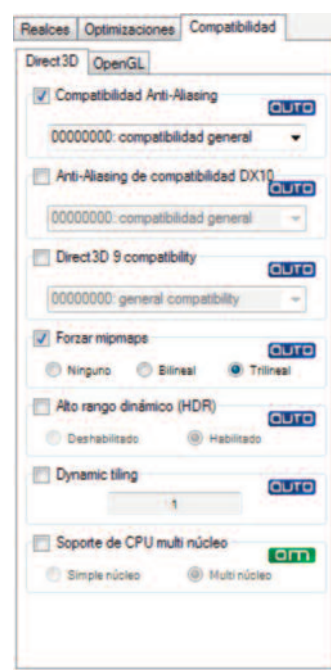 Realces Optimizaciones Compatibilidad
Direct3D OpenGL
Compatibilidad Anti-Aliasing
AUTO
00000000: compatibilidad general
Anti-Aliasing de compatibilidad DX10
AUTO
00000000: compatibilidad general
Direct3D 9 compatibility
AUTO
00000000: general compatibility
Forzar mipmaps
AUTO
Ninguno Bilineal Trilineal
Alto rango dinámico (HDR)
AUTO
Deshabilitado Habilitado
Dynamic tiling
AUTO
1
Soporte de CPU multi núcleo
on
Simple núcleo Multi núcleo